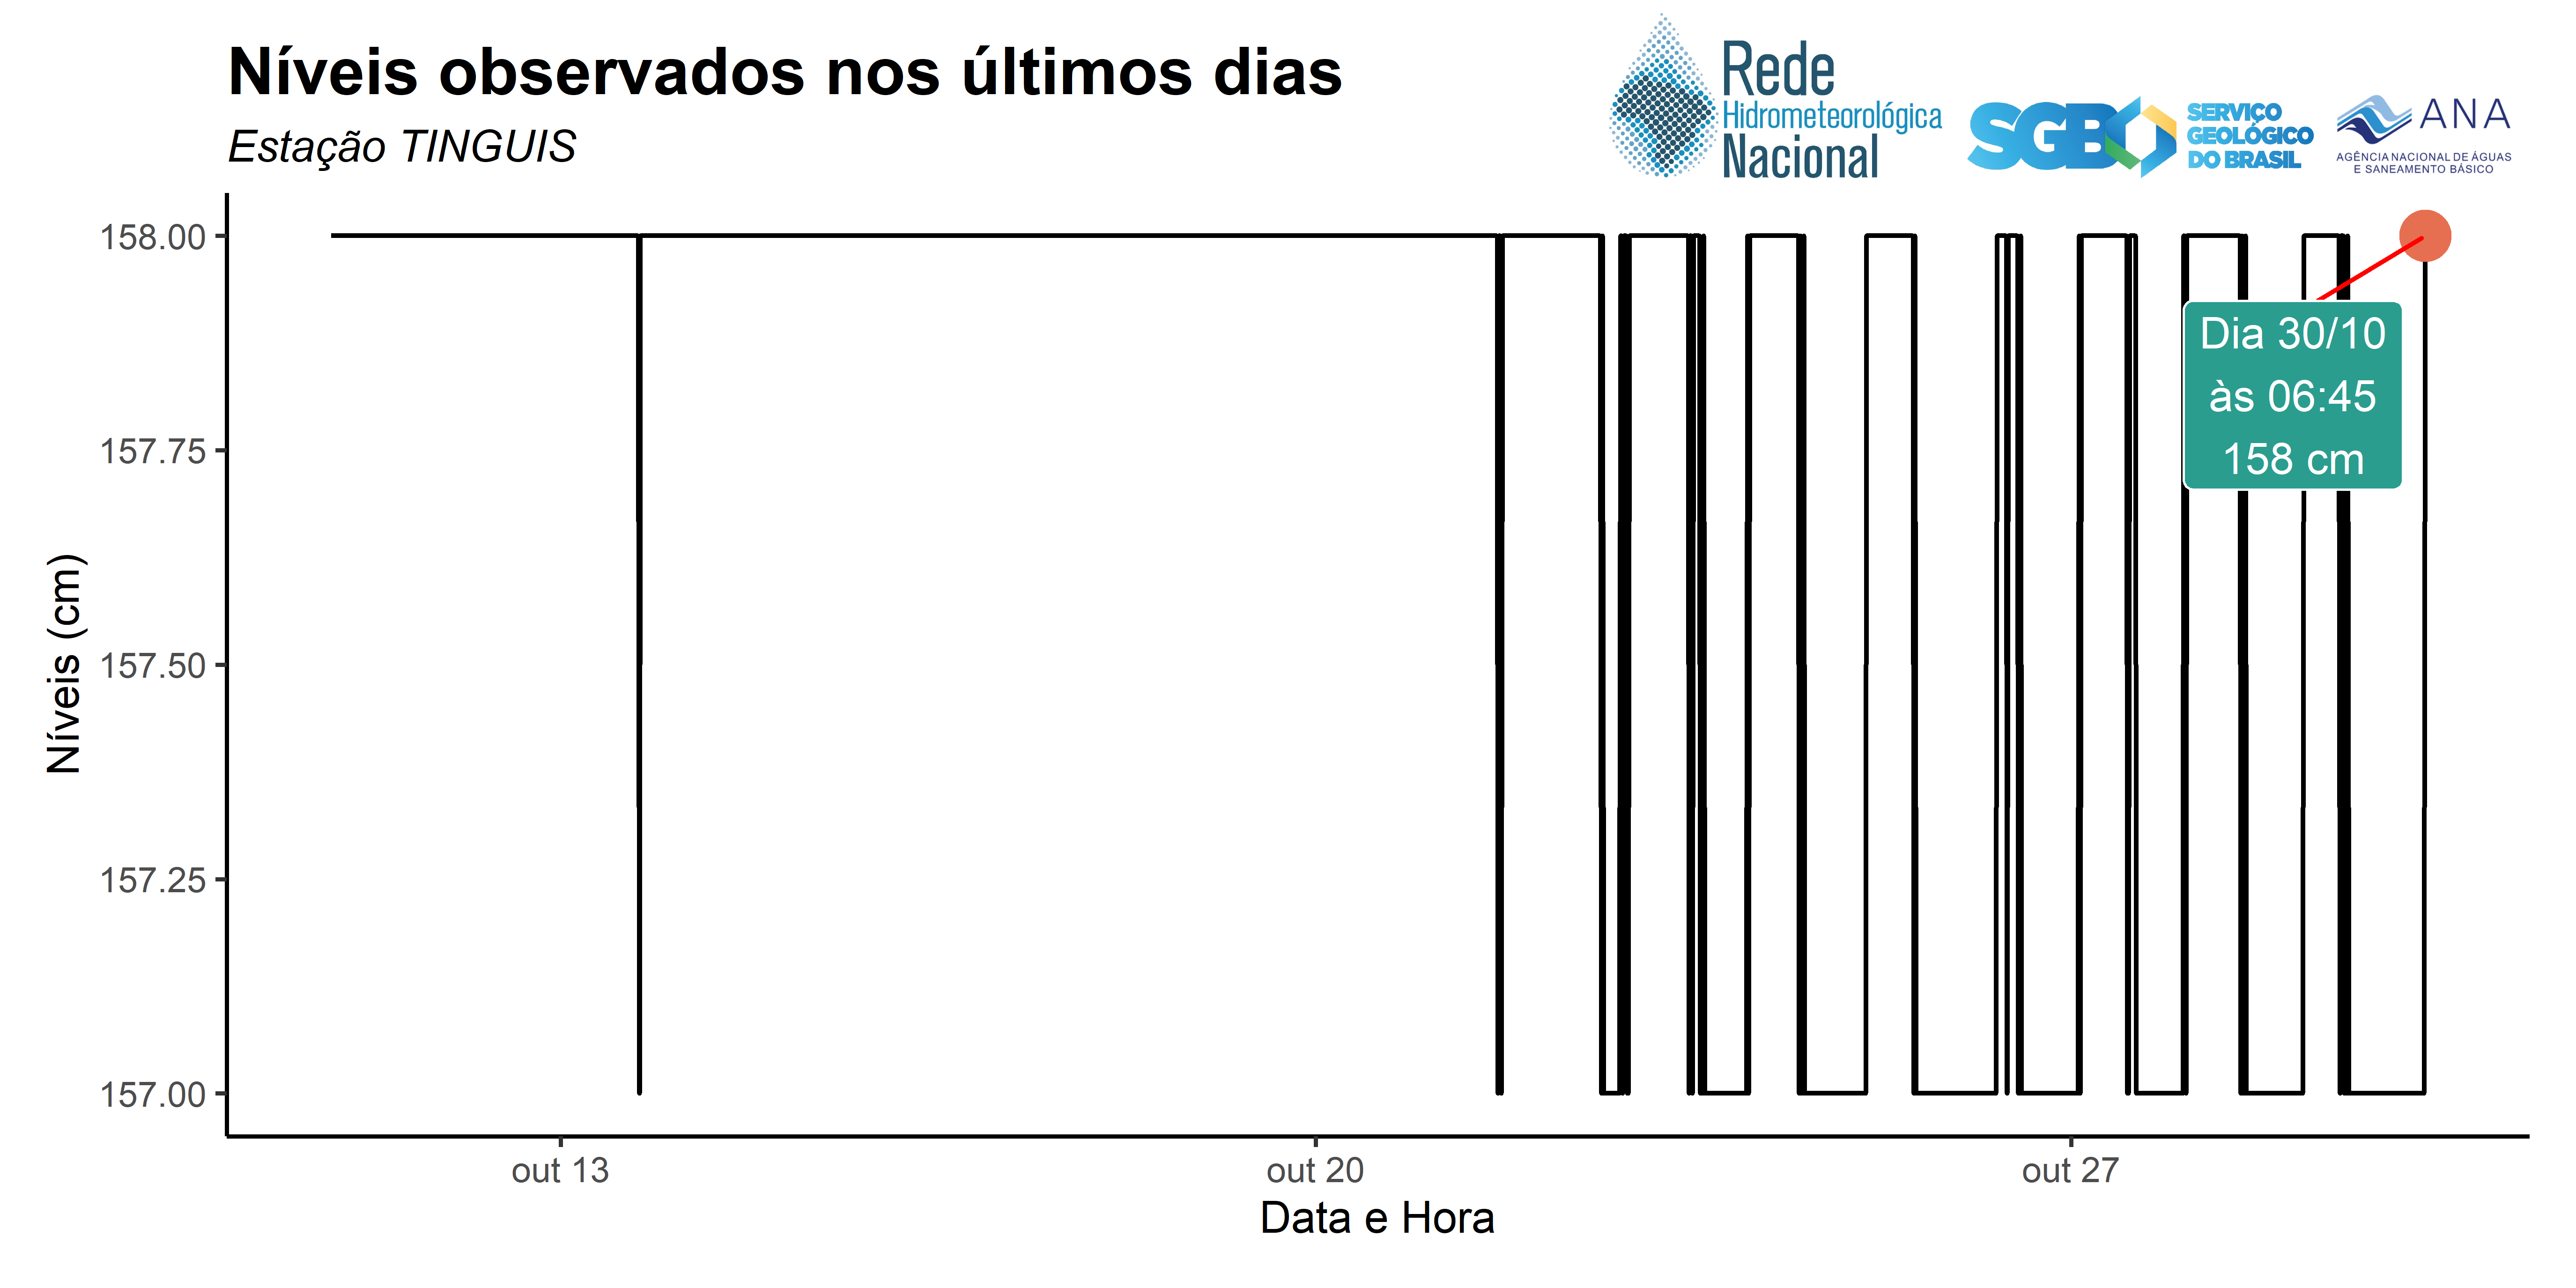 Níveis observados nos últimos dias
Estação TINGUIS
Rede
Hidrometeorológica
Nacional
SGB
SERVIÇO
GEOLÓGICO
DO BRASIL
ANA
AGÊNCIA NACIONAL DE ÁGUAS
E SANEAMENTO BÁSICO
158.00
157.75
157.50
157.25
157.00
Níveis (cm)
Dia 30/10
às 06:45
158 cm
out 13
out 20
out 27
Data e Hora